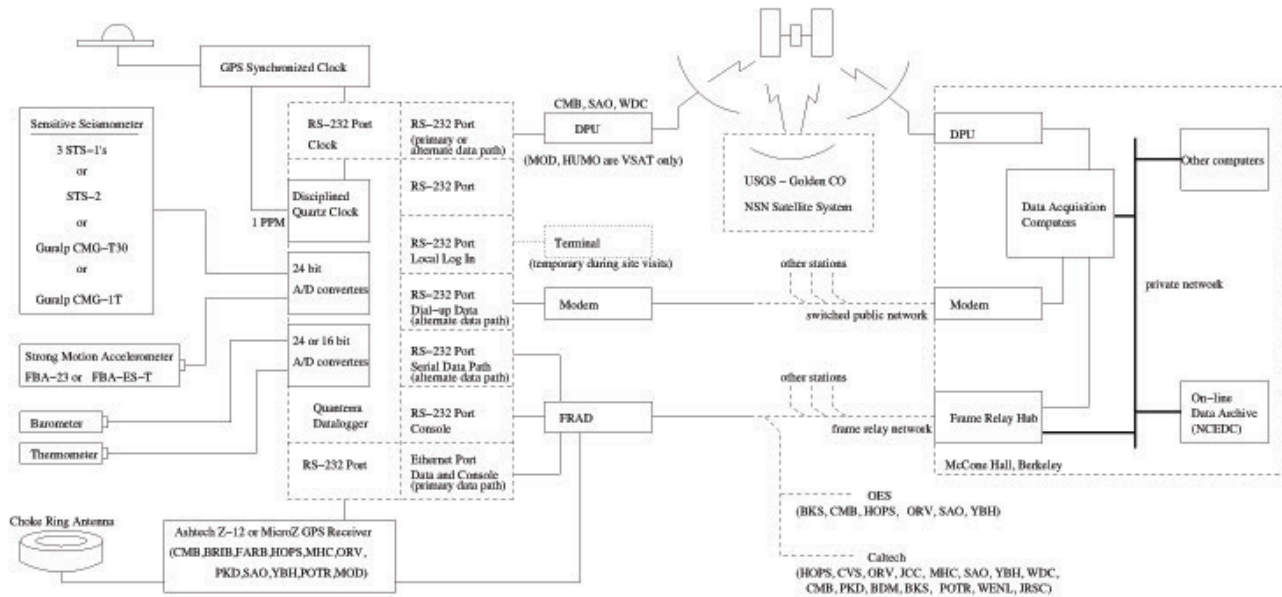 GPS Synchronized Clock
Sensitive Seismometer
3 STS-1's
or
STS-2
or
Guralp CMG-T30
or
Guralp CMG-1T
Strong Motion Accelerometer
FBA-23 or FBA-ES-T
Barometer
Thermometer
Choke Ring Antenna
1 PPM
RS-232 Port
Clock
Disciplined
Quartz Clock
24 bit
A/D converters
24 or 16 bit
A/D converters
Quanterra
Datalogger
RS-232 Port
RS-232 Port
(primary or
alternate data path)
RS-232 Port
RS-232 Port
Local Log In
RS-232 Port
Dial-up Data
(alternate data path)
RS-232 Port
Serial Data Path
(alternate data path)
RS-232 Port
Console
Ethernet Port
Data and Console
(primary data path)
Ashtech Z-12 or MicroZ GPS Receiver
(CMB,BRIB,FARB,HOPS,MHC,ORV,
PKD,SAO,YBH,POTR,MOD)
CMB, SAO, WDC
DPU
(MOD, HUMO are VSAT only)
Terminal
(temporary during site visits)
Modem
FRAD
USGS - Golden CO
NSN Satellite System
other stations
switched public network
other stations
frame relay network
OES
(BKS, CMB, HOPS, ORV, SAO, YBH)
Caltech
(HOPS, CVS, ORV, JCC, MHC, SAO, YBH, WDC,
CMB, PKD, BDM, BKS, POTR, WENL, JRSC)
DPU
Data Acquisition
Computers
Modem
Frame Relay Hub
McCone Hall, Berkeley
private network
Other computers
On-line
Data Archive
(NCEDC)